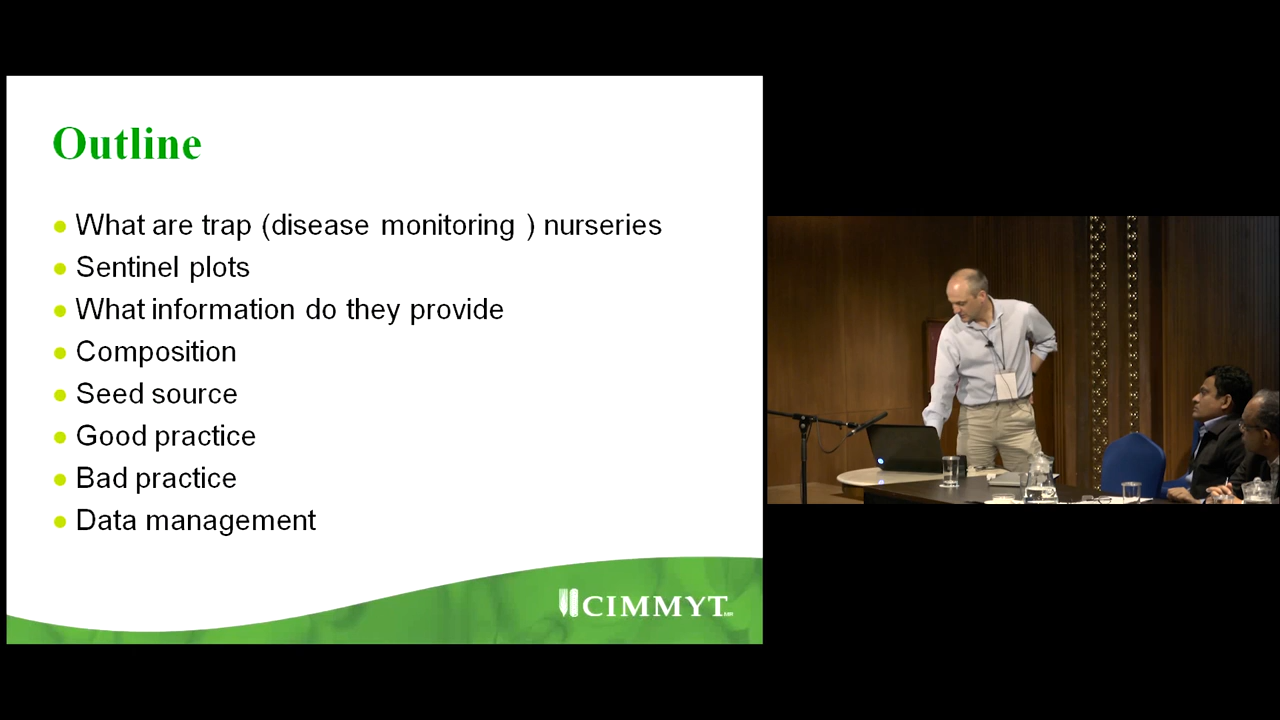 Outline
What are trap (disease monitoring ) nurseries
Sentinel plots
What information do they provide
Composition
Seed source
Good practice
Bad practice
Data management
CIMMYT